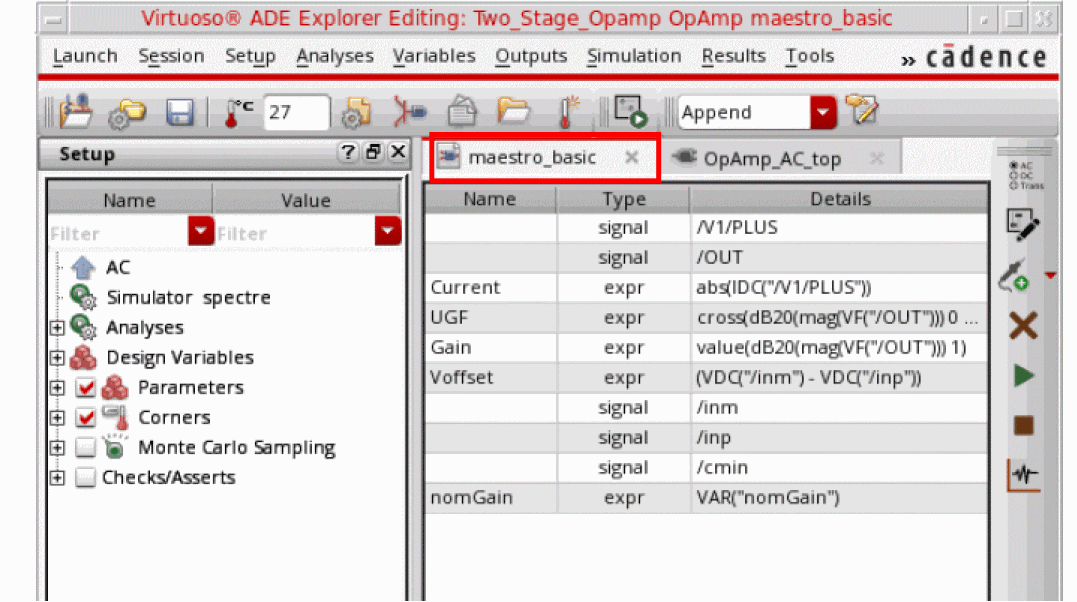 Virtuoso® ADE Explorer Editing: Two_Stage_Opamp OpAmp maestro_basic
Launch Session Setup Analyses Variables Outputs Simulation Results Tools » cādence
°C 27 Append
Setup ? maestro_basic OpAmp_AC_top
AC
DC
Trans
Name Value Name Type Details
Filter Filter signal /V1/PLUS
signal /OUT
AC
Current expr abs(IDC("/V1/PLUS"))
Simulator spectre
UGF expr cross(dB20(mag(VF("/OUT"))) 0 ...
Analyses
Gain expr value(dB20(mag(VF("/OUT"))) 1)
Design Variables
Voffset expr (VDC("/inm") - VDC("/inp"))
Parameters
signal /inm
Corners
signal /inp
Monte Carlo Sampling
signal /cmin
Checks/Asserts
nomGain expr VAR("nomGain")